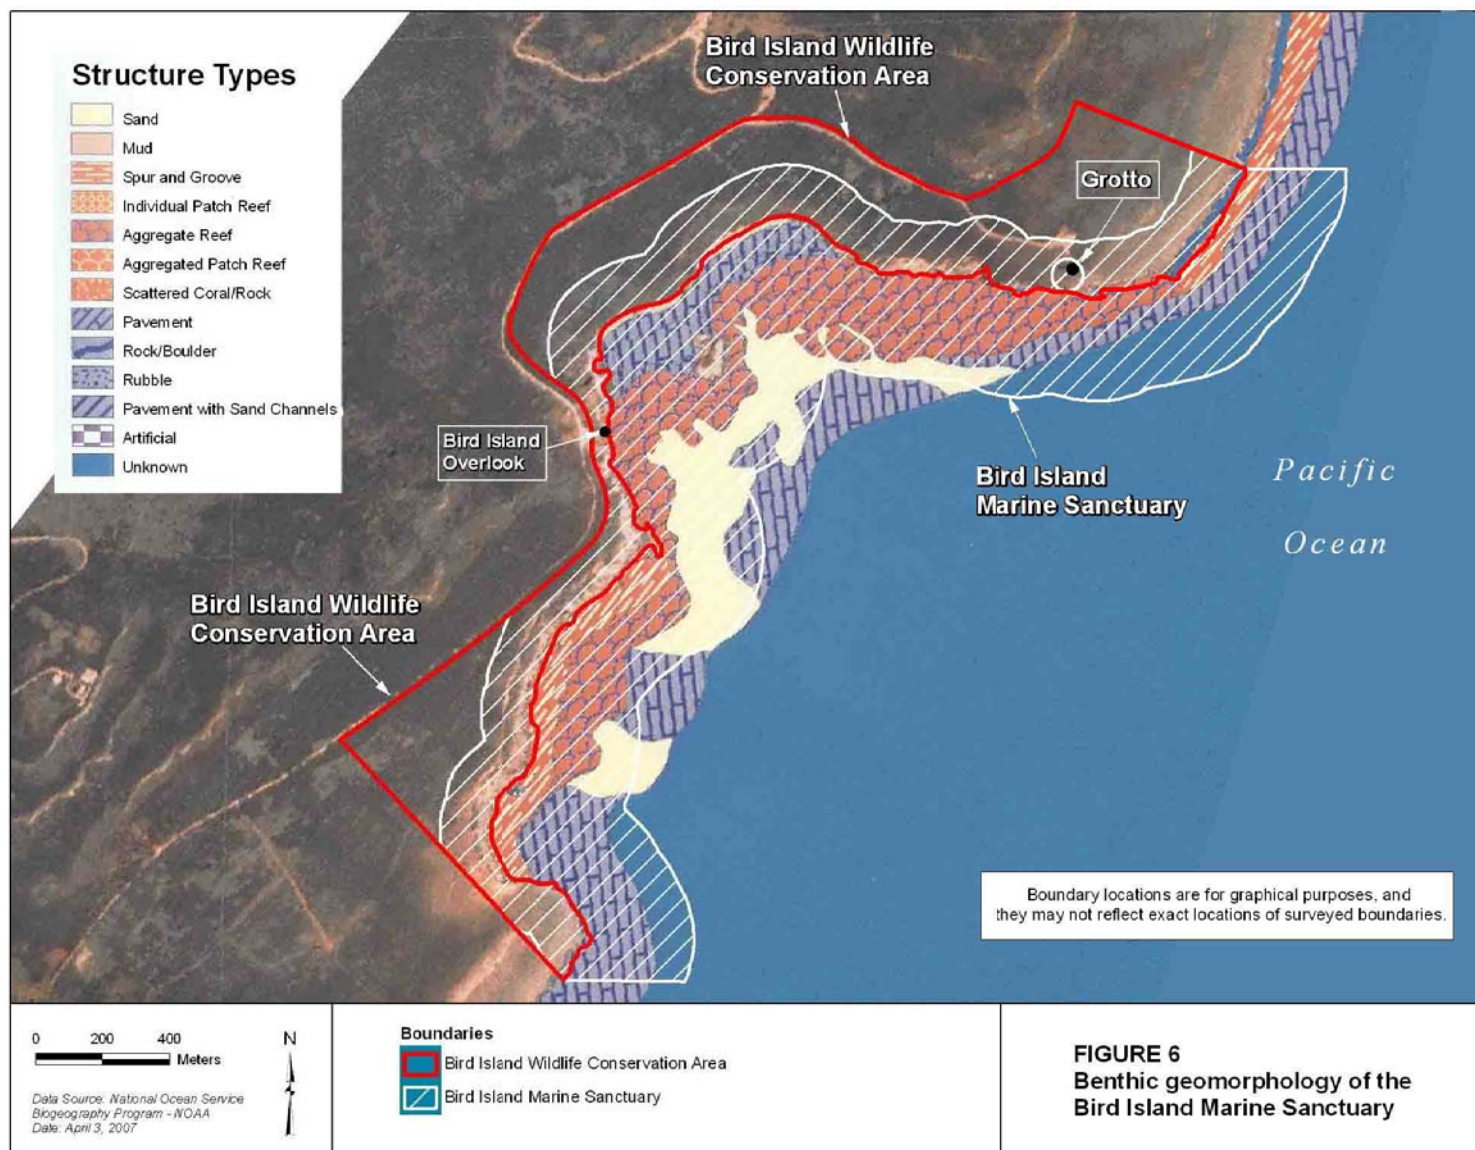 Structure Types
Sand
Mud
Spur and Groove
Individual Patch Reef
Aggregate Reef
Aggregated Patch Reef
Scattered Coral/Rock
Pavement
Rock/Boulder
Rubble
Pavement with Sand Channels
Artificial
Unknown
Bird Island Wildlife
Conservation Area
Grotto
Bird Island
Overlook
Bird Island
Marine Sanctuary
Pacific
Ocean
Bird Island Wildlife
Conservation Area
Boundary locations are for graphical purposes, and
they may not reflect exact locations of surveyed boundaries.
0 200 400
Meters
N
Data Source: National Ocean Service
Biogeography Program - NOAA
Date: April 3, 2007
Boundaries
Bird Island Wildlife Conservation Area
Bird Island Marine Sanctuary
FIGURE 6
Benthic geomorphology of the
Bird Island Marine Sanctuary